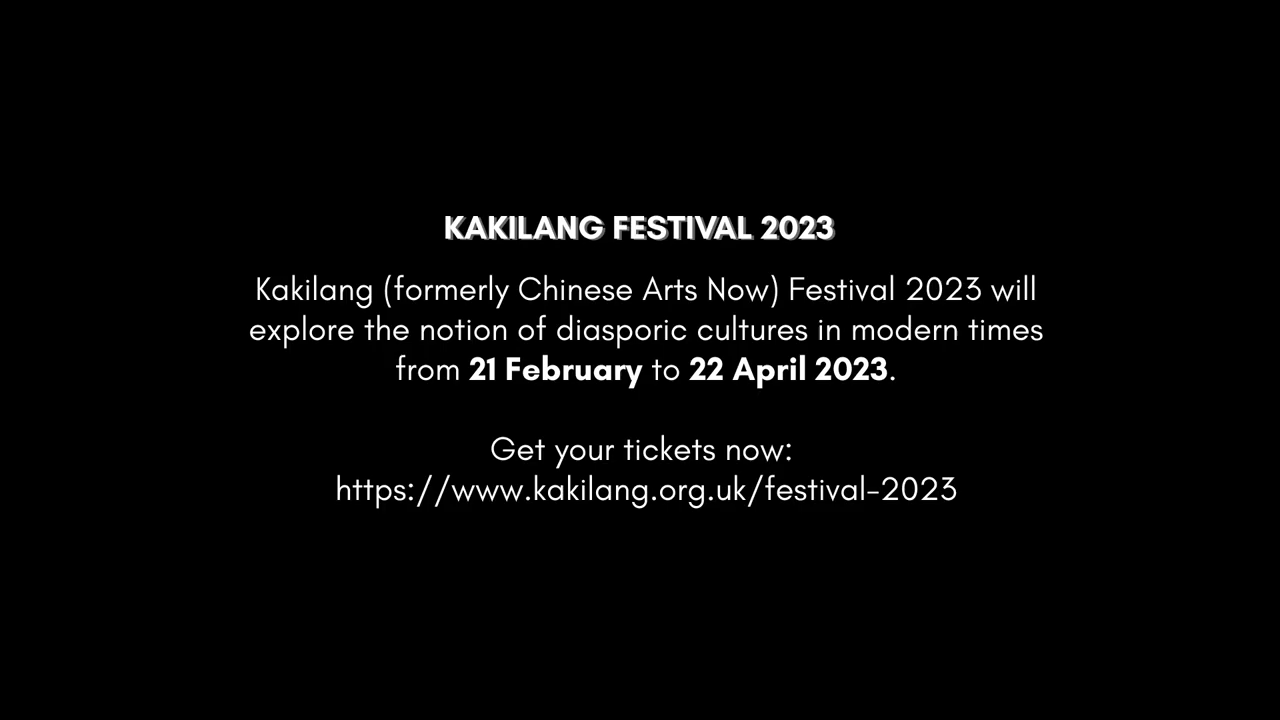 KAKILANG FESTIVAL 2023
Kakilang (formerly Chinese Arts Now) Festival 2023 will
explore the notion of diasporic cultures in modern times
from 21 February to 22 April 2023.
Get your tickets now:
https://www.kakilang.org.uk/festival-2023